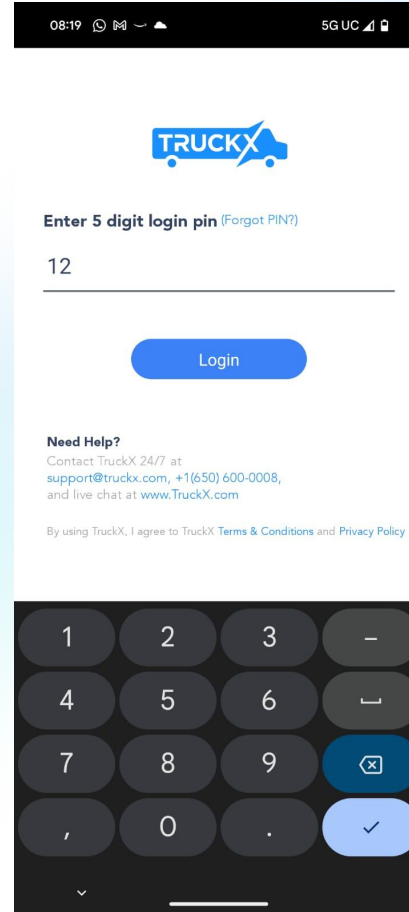 08:19 5G UC
TRUCKX
Enter 5 digit login pin (Forgot PIN?)
12
Login
Need Help?
Contact TruckX 24/7 at
support@truckx.com, +1(650) 600-0008,
and live chat at www.TruckX.com
By using TruckX, I agree to TruckX Terms & Conditions and Privacy Policy
1 2 3 –
4 5 6
7 8 9
, 0 .